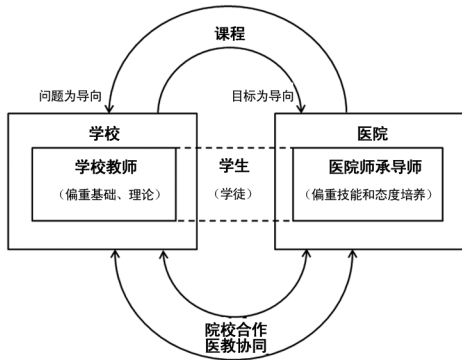 课程
问题为导向
目标为导向
学校
医院
学校教师
（偏重基础、理论）
学生
（学徒）
医院师承导师
（偏重技能和态度培养）
院校合作
医教协同